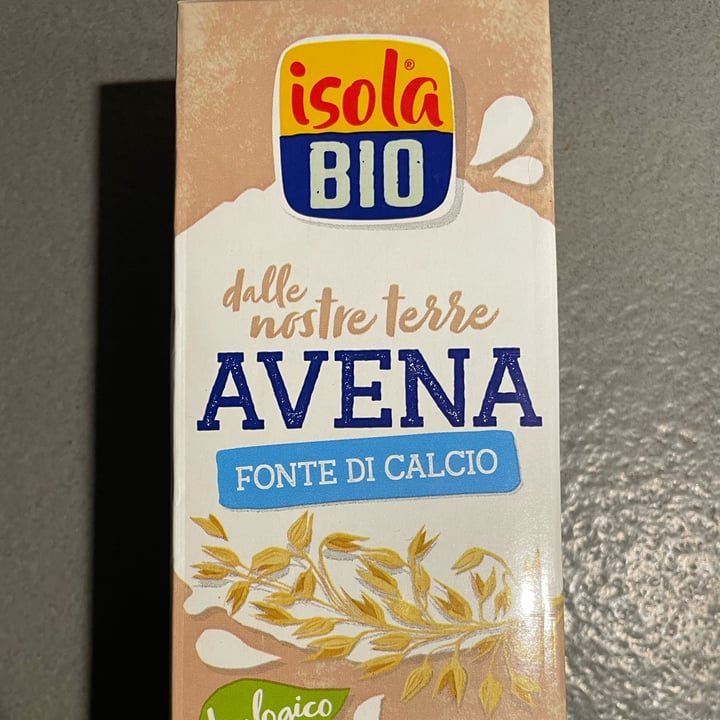 isola®
BIO
dalle
nostre terre
AVENA
FONTE DI CALCIO